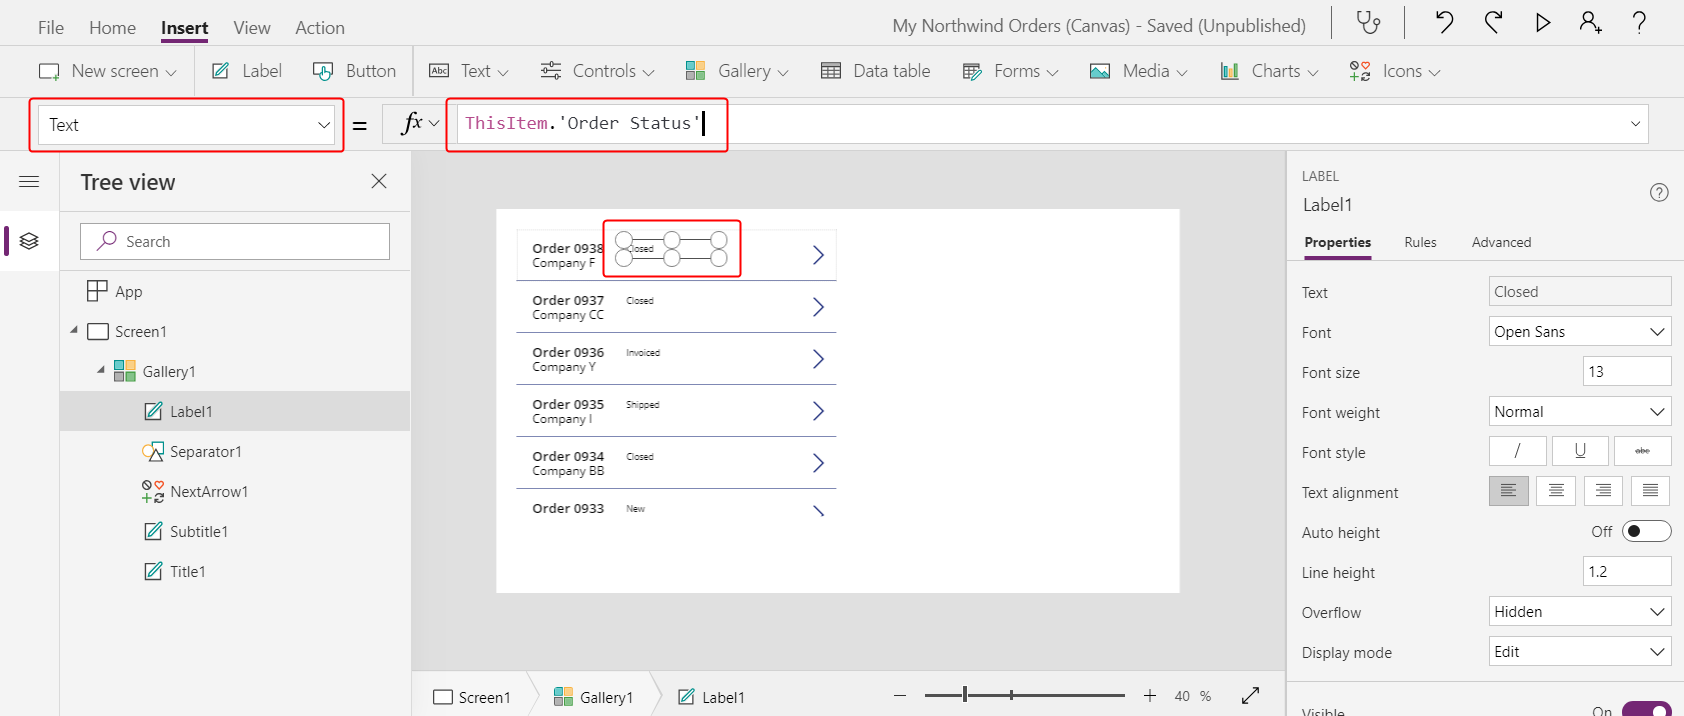 File Home Insert View Action My Northwind Orders (Canvas) - Saved (Unpublished) ?
New screen Label Button Abc Text Controls Gallery Data table Forms Media Charts Icons
Text = fx ThisItem.'Order Status'
Tree view
Search
App
Screen1
Gallery1
Label1
Separator1
NextArrow1
Subtitle1
Title1
Order 0938 Closed
Company F
Order 0937 Closed
Company CC
Order 0936 Invoiced
Company Y
Order 0935 Shipped
Company I
Order 0934 Closed
Company BB
Order 0933 New
Screen1 Gallery1 Label1 40 %
LABEL
Label1 ?
Properties Rules Advanced
Text Closed
Font Open Sans
Font size 13
Font weight Normal
Font style / U abc
Text alignment
Auto height Off
Line height 1.2
Overflow Hidden
Display mode Edit
Visible On